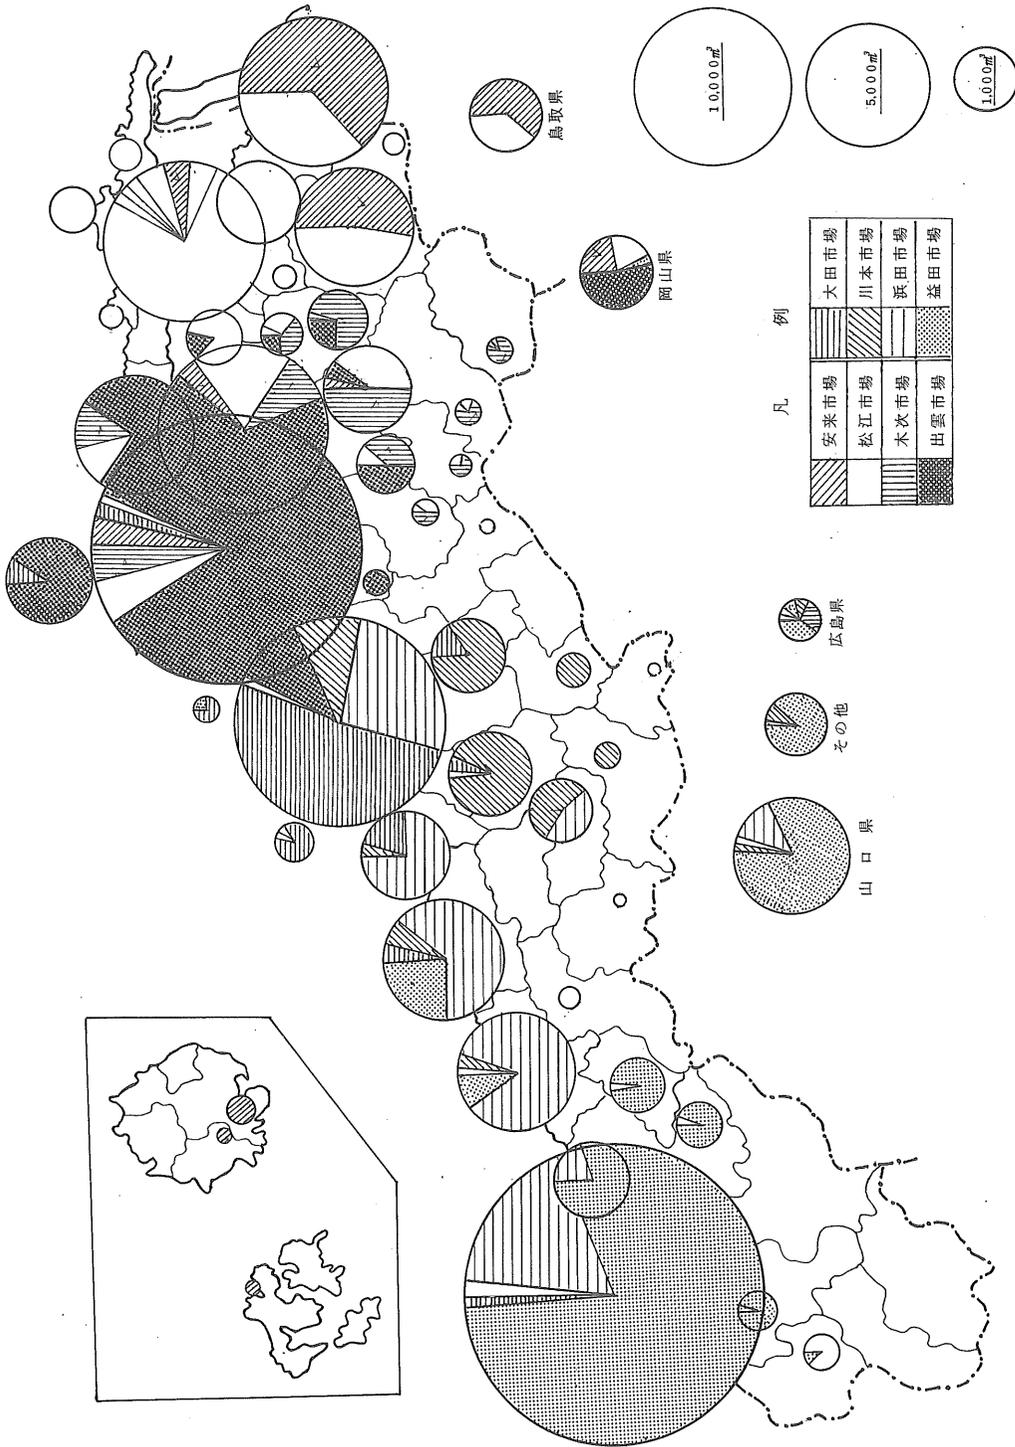 10,000㎥
5,000㎥
1,000㎥
鳥取県
岡山県
広島県
その他
山口県
凡例
安来市場
大田市場
松江市場
川本市場
木次市場
浜田市場
出雲市場
益田市場